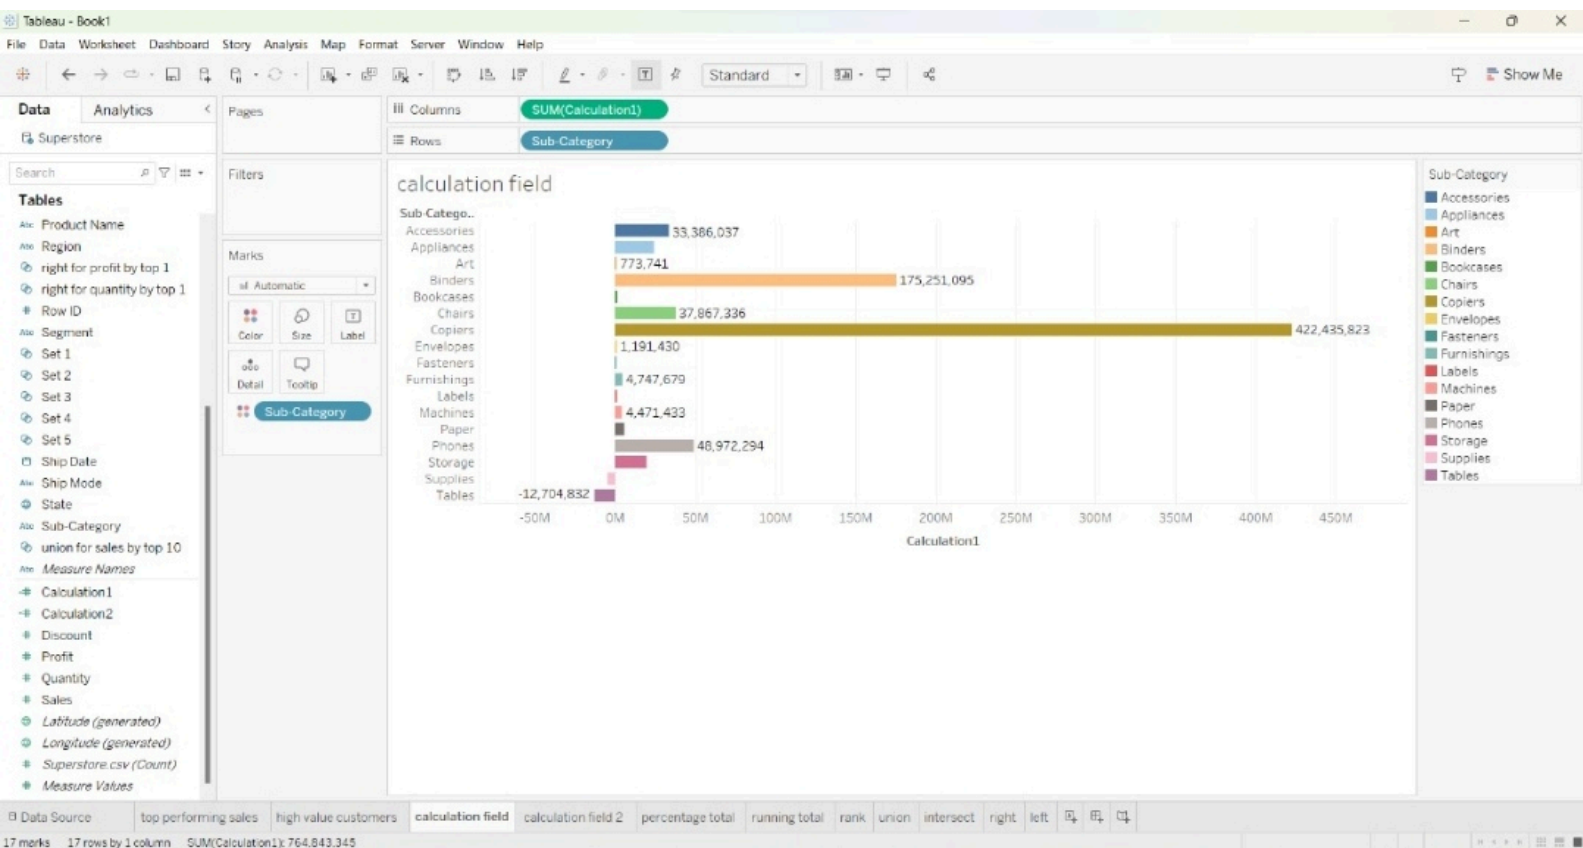 Tableau - Book1
File Data Worksheet Dashboard Story Analysis Map Format Server Window Help
Standard
Show Me
Data Analytics
Superstore
Search
Tables
Abc Product Name
Abc Region
right for profit by top 1
right for quantity by top 1
# Row ID
Abc Segment
Set 1
Set 2
Set 3
Set 4
Set 5
Ship Date
Abc Ship Mode
State
Abc Sub-Category
union for sales by top 10
Abc Measure Names
Calculation1
Calculation2
# Discount
# Profit
# Quantity
# Sales
Latitude (generated)
Longitude (generated)
# Superstore.csv (Count)
# Measure Values
Pages
Filters
Marks
Automatic
Color Size Label
Detail Tooltip
Sub-Category
Columns SUM(Calculation1)
Rows Sub-Category
calculation field
Sub-Catego..
Accessories 33,386,037
Appliances
Art 773,741
Binders 175,251,095
Bookcases
Chairs 37,867,336
Copiers 422,435,823
Envelopes 1,191,430
Fasteners
Furnishings 4,747,679
Labels
Machines 4,471,433
Paper
Phones 48,972,294
Storage
Supplies
Tables -12,704,832
-50M 0M 50M 100M 150M 200M 250M 300M 350M 400M 450M
Calculation1
Sub-Category
Accessories
Appliances
Art
Binders
Bookcases
Chairs
Copiers
Envelopes
Fasteners
Furnishings
Labels
Machines
Paper
Phones
Storage
Supplies
Tables
Data Source top performing sales high value customers calculation field calculation field 2 percentage total running total rank union intersect right left
17 marks 17 rows by 1 column SUM(Calculation1): 764,843,345